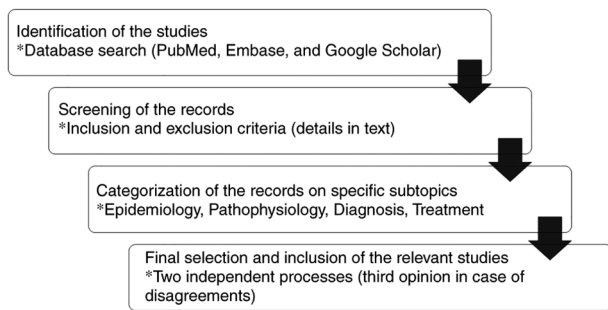 Identification of the studies
*Database search (PubMed, Embase, and Google Scholar)
Screening of the records
*Inclusion and exclusion criteria (details in text)
Categorization of the records on specific subtopics
*Epidemiology, Pathophysiology, Diagnosis, Treatment
Final selection and inclusion of the relevant studies
*Two independent processes (third opinion in case of
disagreements)